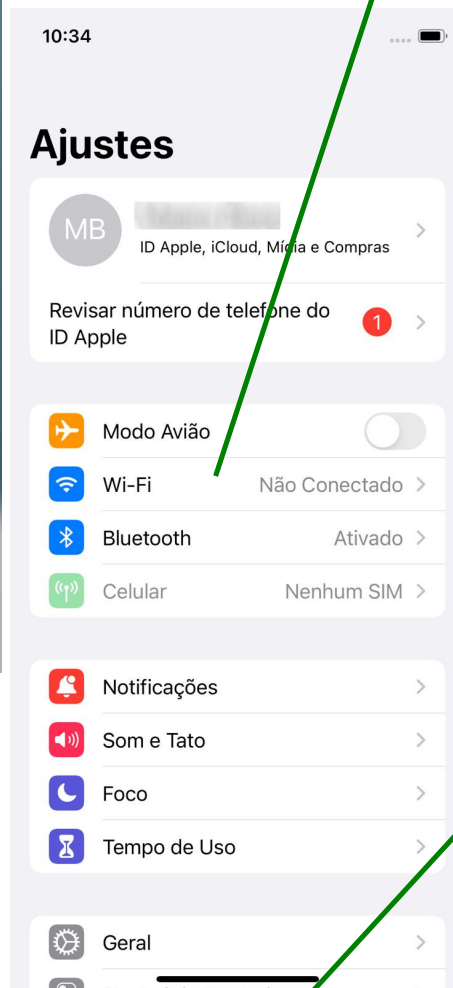 10:34
Ajustes
MB
ID Apple, iCloud, Mídia e Compras
Revisar número de telefone do
ID Apple
1
Modo Avião
Wi-Fi Não Conectado
Bluetooth Ativado
Celular Nenhum SIM
Notificações
Som e Tato
Foco
Tempo de Uso
Geral